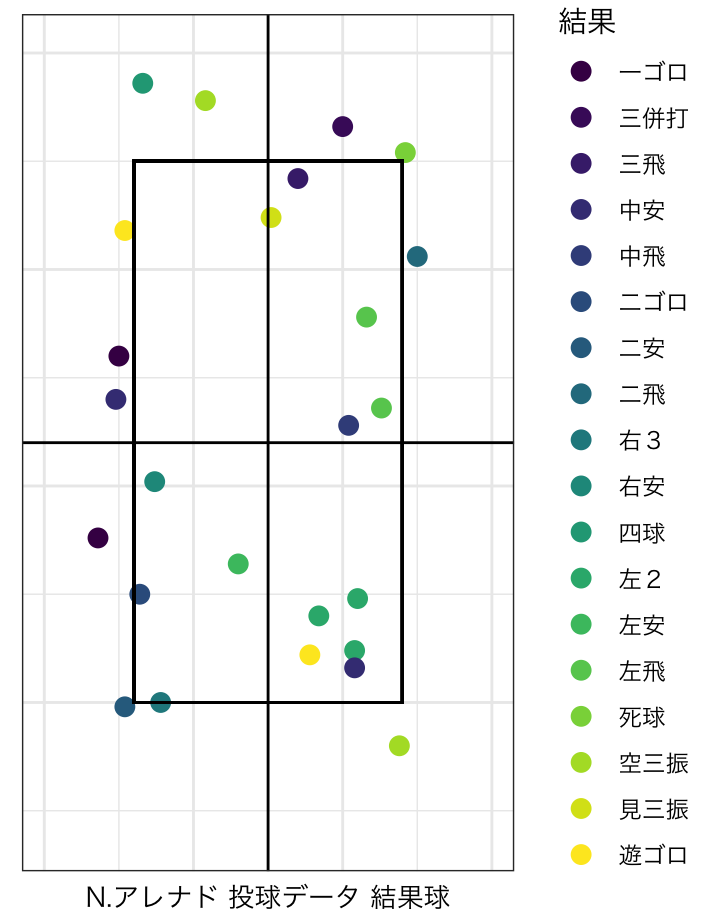 結果
一ゴロ
三併打
三飛
中安
中飛
二ゴロ
二安
二飛
右３
右安
四球
左２
左安
左飛
死球
空三振
見三振
遊ゴロ
N.アレナド 投球データ 結果球